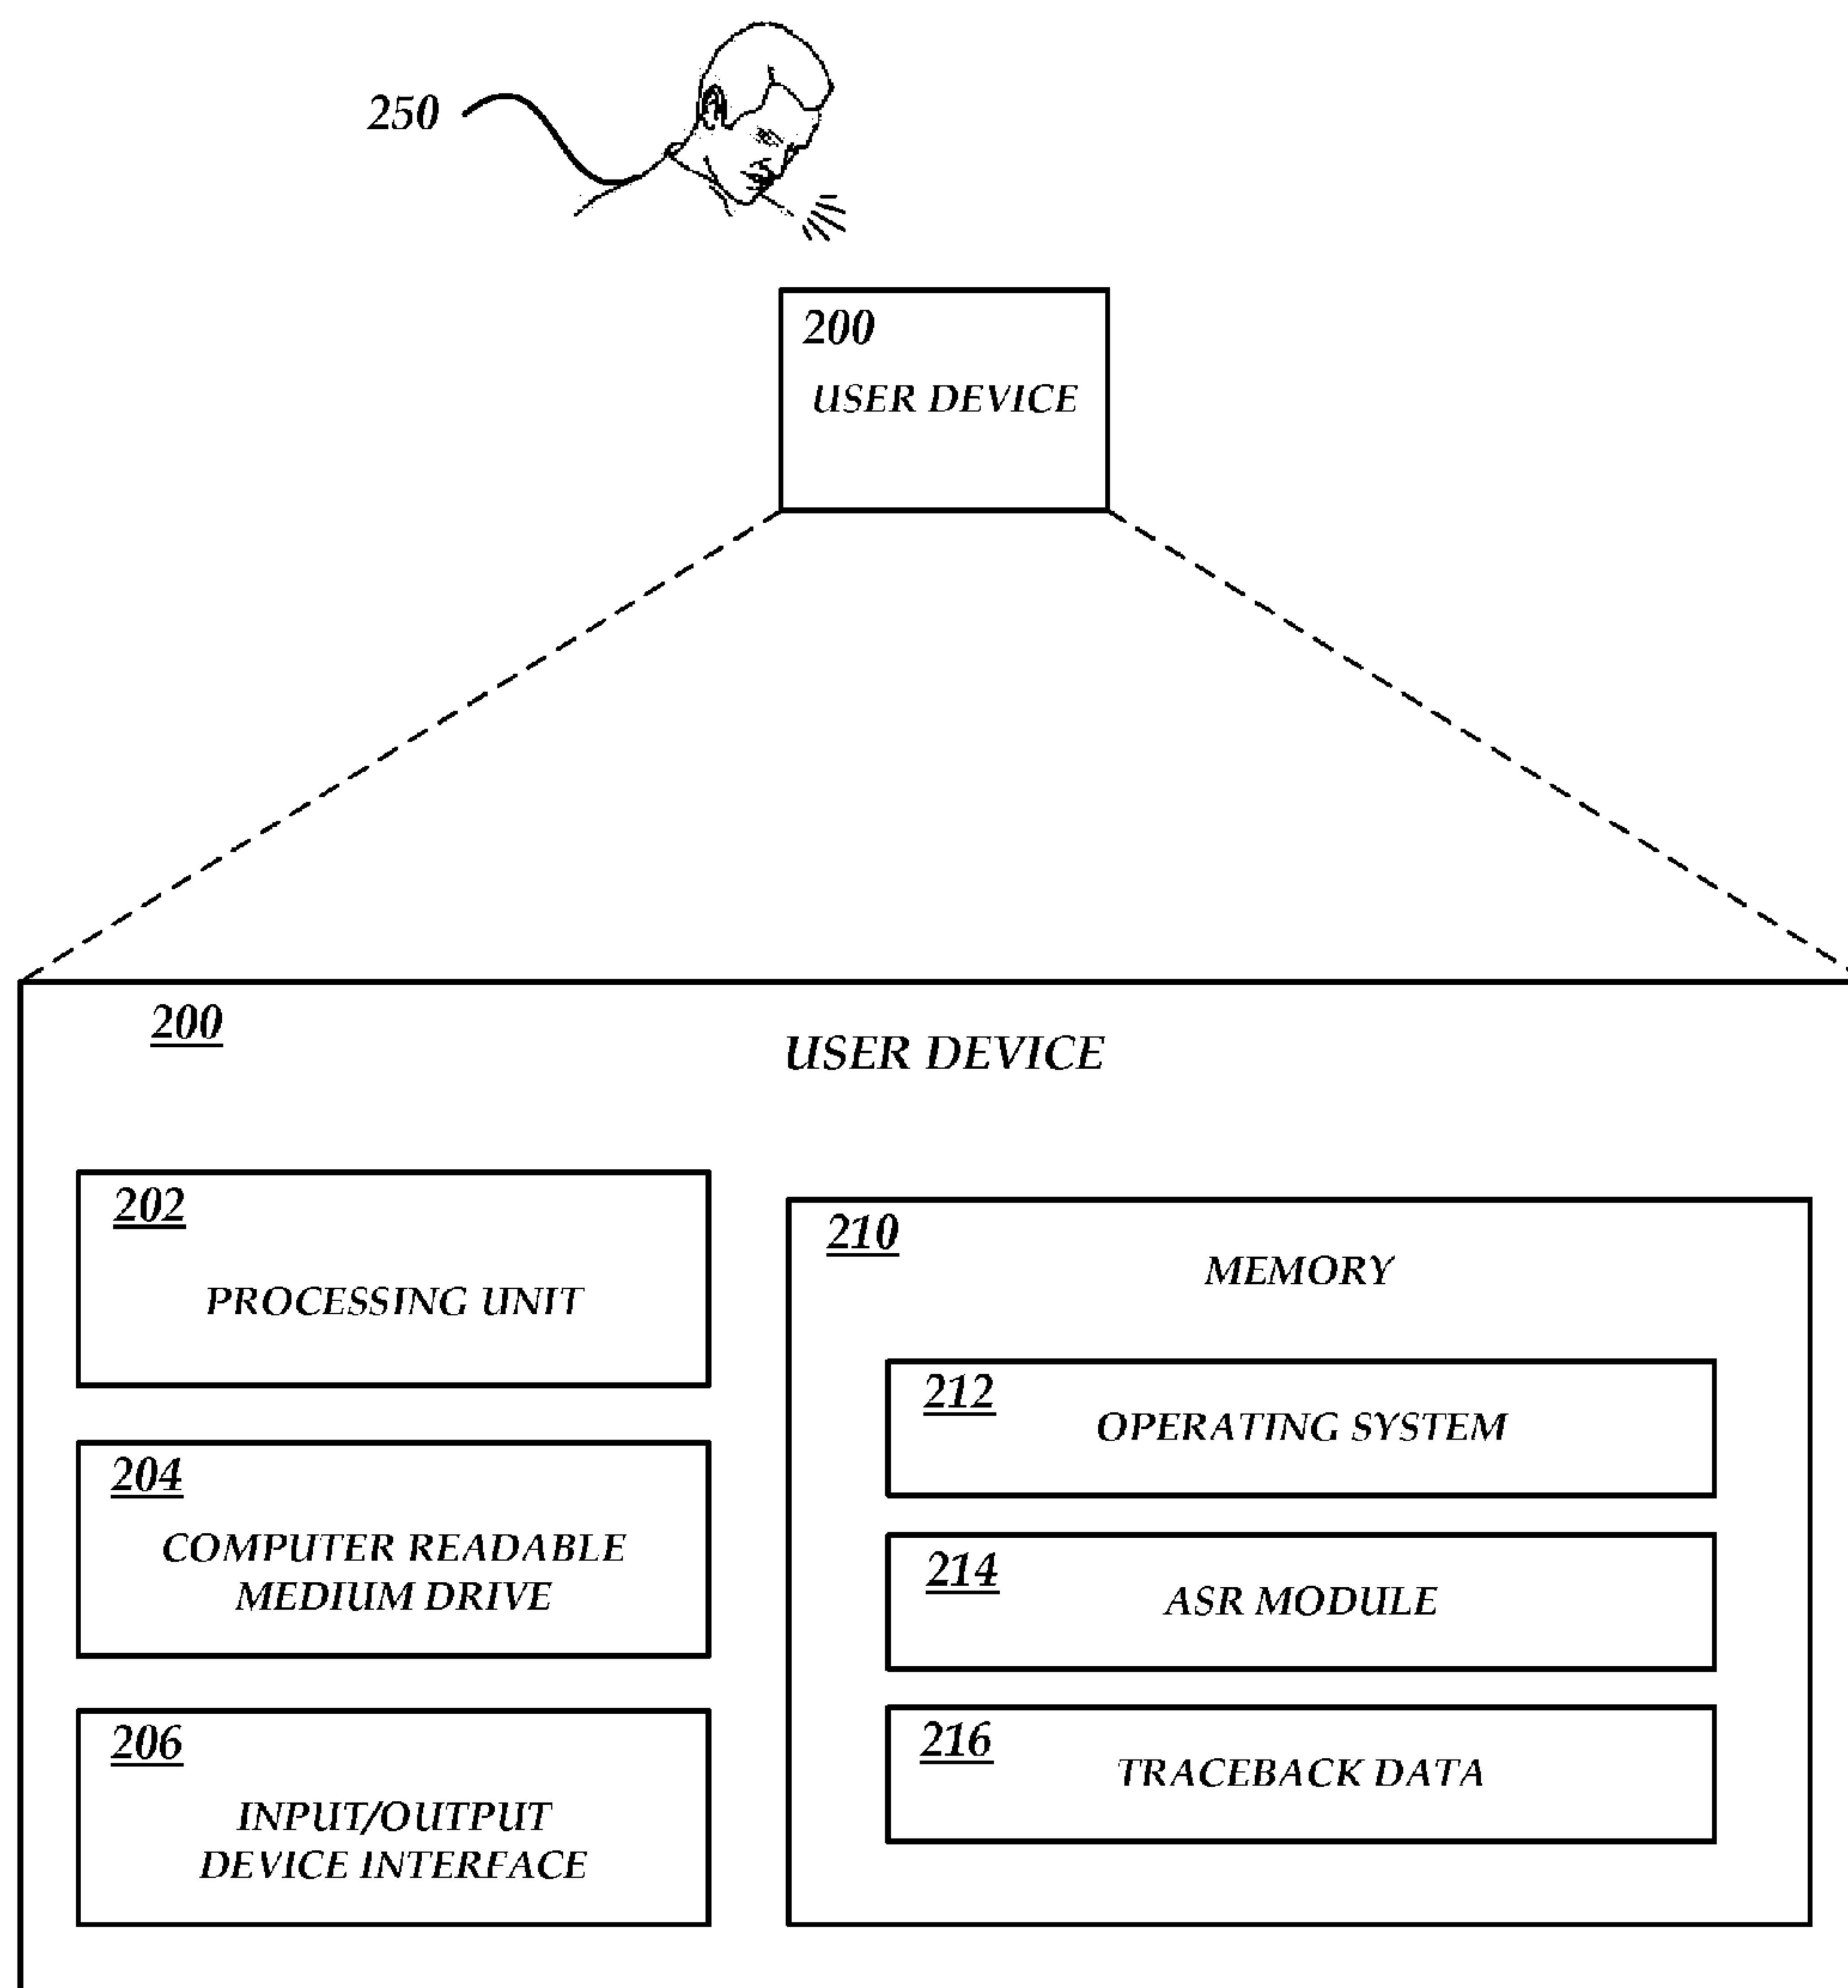 250
200
USER DEVICE
200
USER DEVICE
202
PROCESSING UNIT
204
COMPUTER READABLE
MEDIUM DRIVE
206
INPUT/OUTPUT
DEVICE INTERFACE
210
MEMORY
212
OPERATING SYSTEM
214
ASR MODULE
216
TRACEBACK DATA